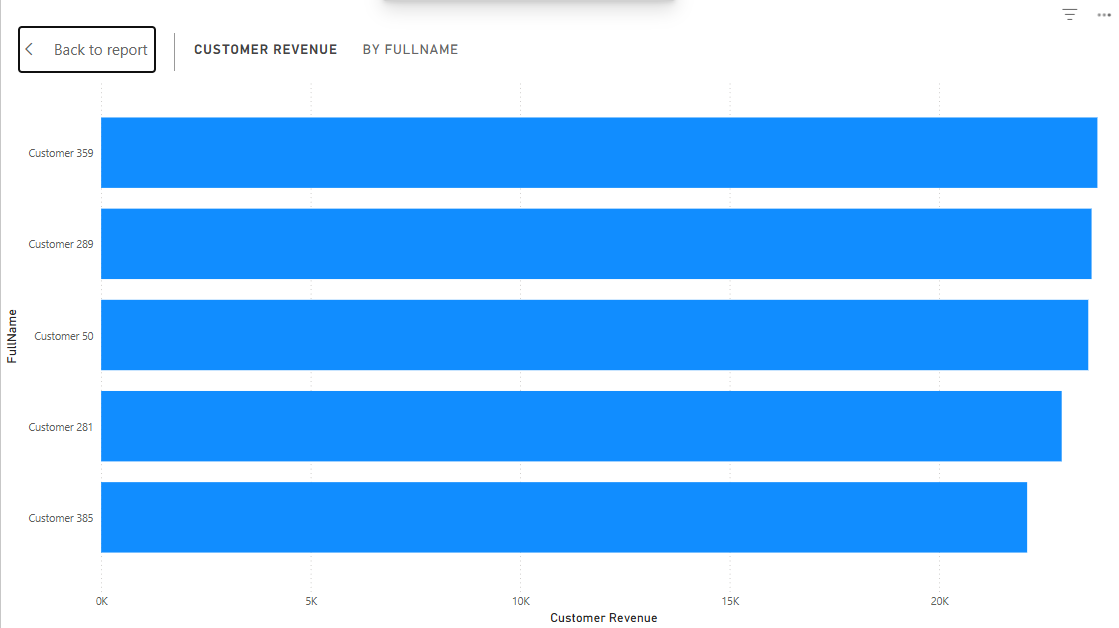 Back to report
CUSTOMER REVENUE BY FULLNAME
Customer 359
Customer 289
Customer 50
Customer 281
Customer 385
FullName
0K 5K 10K 15K 20K
Customer Revenue